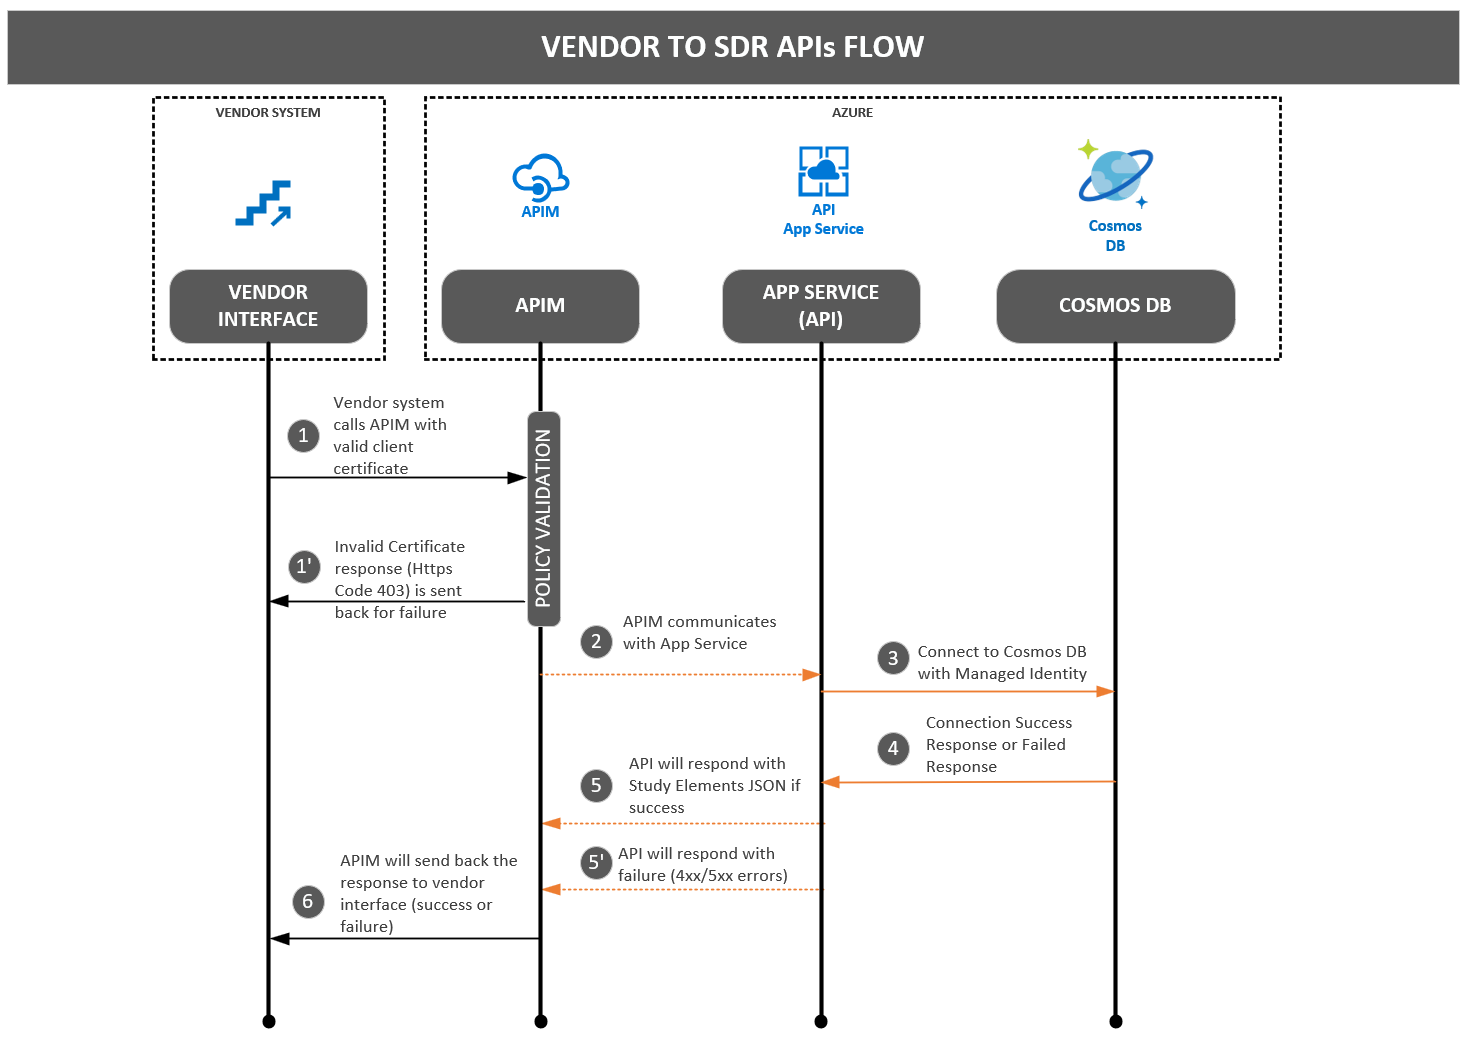 VENDOR TO SDR APIs FLOW
VENDOR SYSTEM
AZURE
APIM
API
App Service
Cosmos
DB
VENDOR
INTERFACE
APIM
APP SERVICE
(API)
COSMOS DB
POLICY VALIDATION
1
Vendor system
calls APIM with
valid client
certificate
1'
Invalid Certificate
response (Https
Code 403) is sent
back for failure
2
APIM communicates
with App Service
3
Connect to Cosmos DB
with Managed Identity
4
Connection Success
Response or Failed
Response
5
API will respond with
Study Elements JSON if
success
5'
API will respond with
failure (4xx/5xx errors)
6
APIM will send back the
response to vendor
interface (success or
failure)